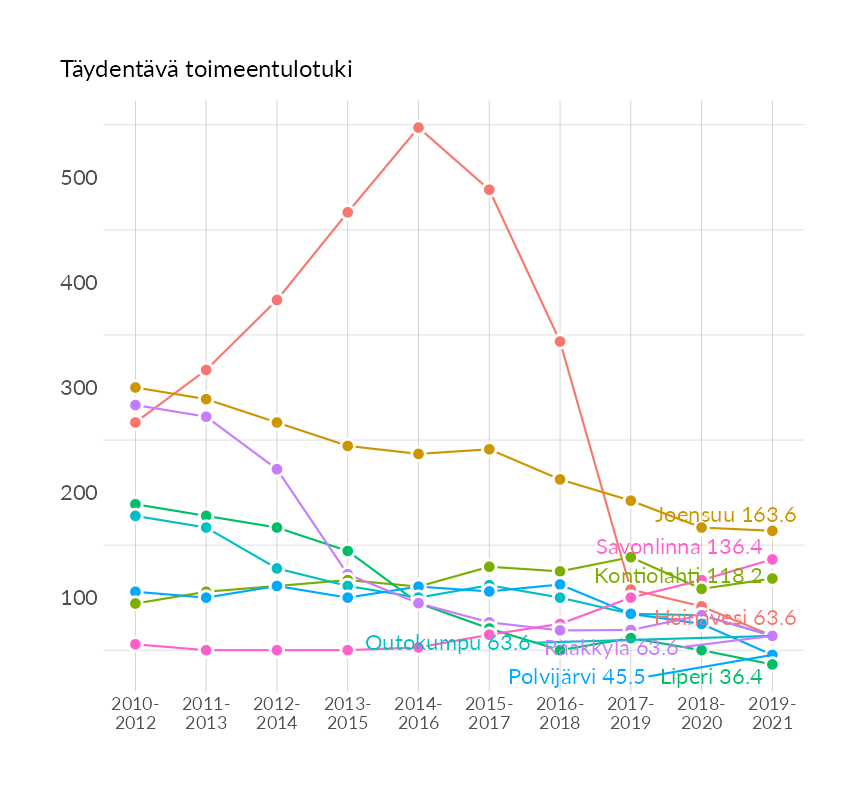 Täydentävä toimeentulotuki
500
400
300
200
100
Joensuu 163.6
Savonlinna 136.4
Kontiolahti 118.2
Heinävesi 63.6
Outokumpu 63.6
Rääkkylä 63.6
Polvijärvi 45.5
Liperi 36.4
2010- 2011- 2012- 2013- 2014- 2015- 2016- 2017- 2018- 2019-
2012 2013 2014 2015 2016 2017 2018 2019 2020 2021